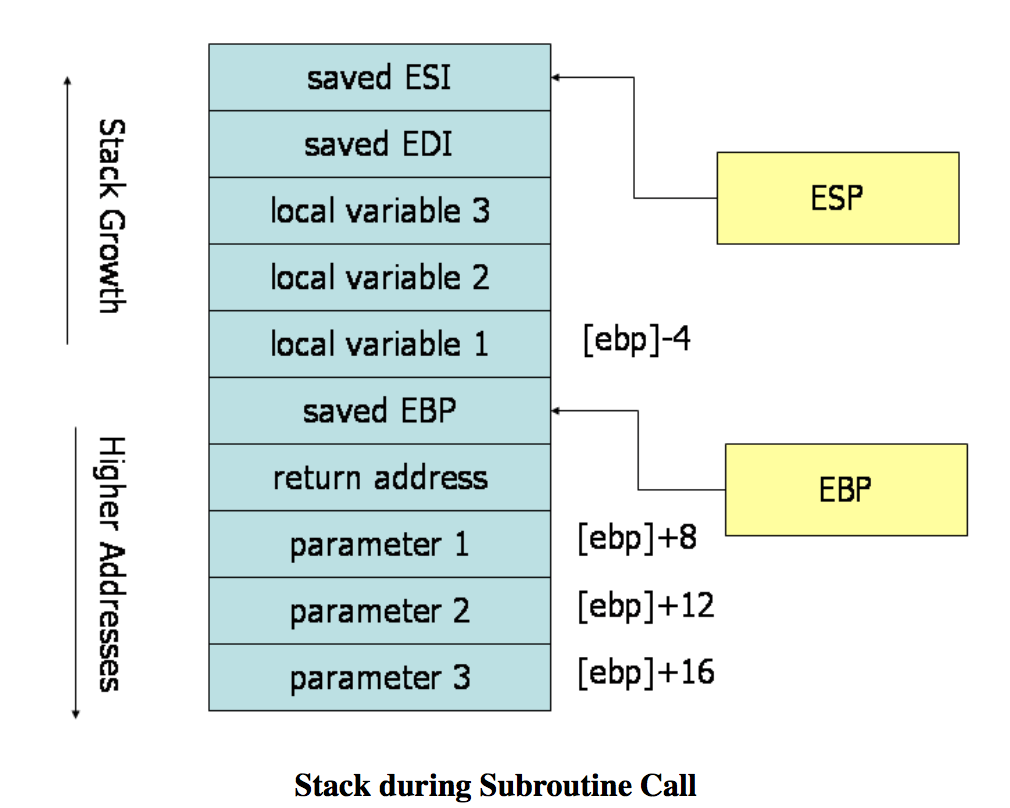 saved ESI
saved EDI
local variable 3
local variable 2
local variable 1
saved EBP
return address
parameter 1
parameter 2
parameter 3
Stack Growth
Higher Addresses
ESP
[ebp]-4
EBP
[ebp]+8
[ebp]+12
[ebp]+16
Stack during Subroutine Call